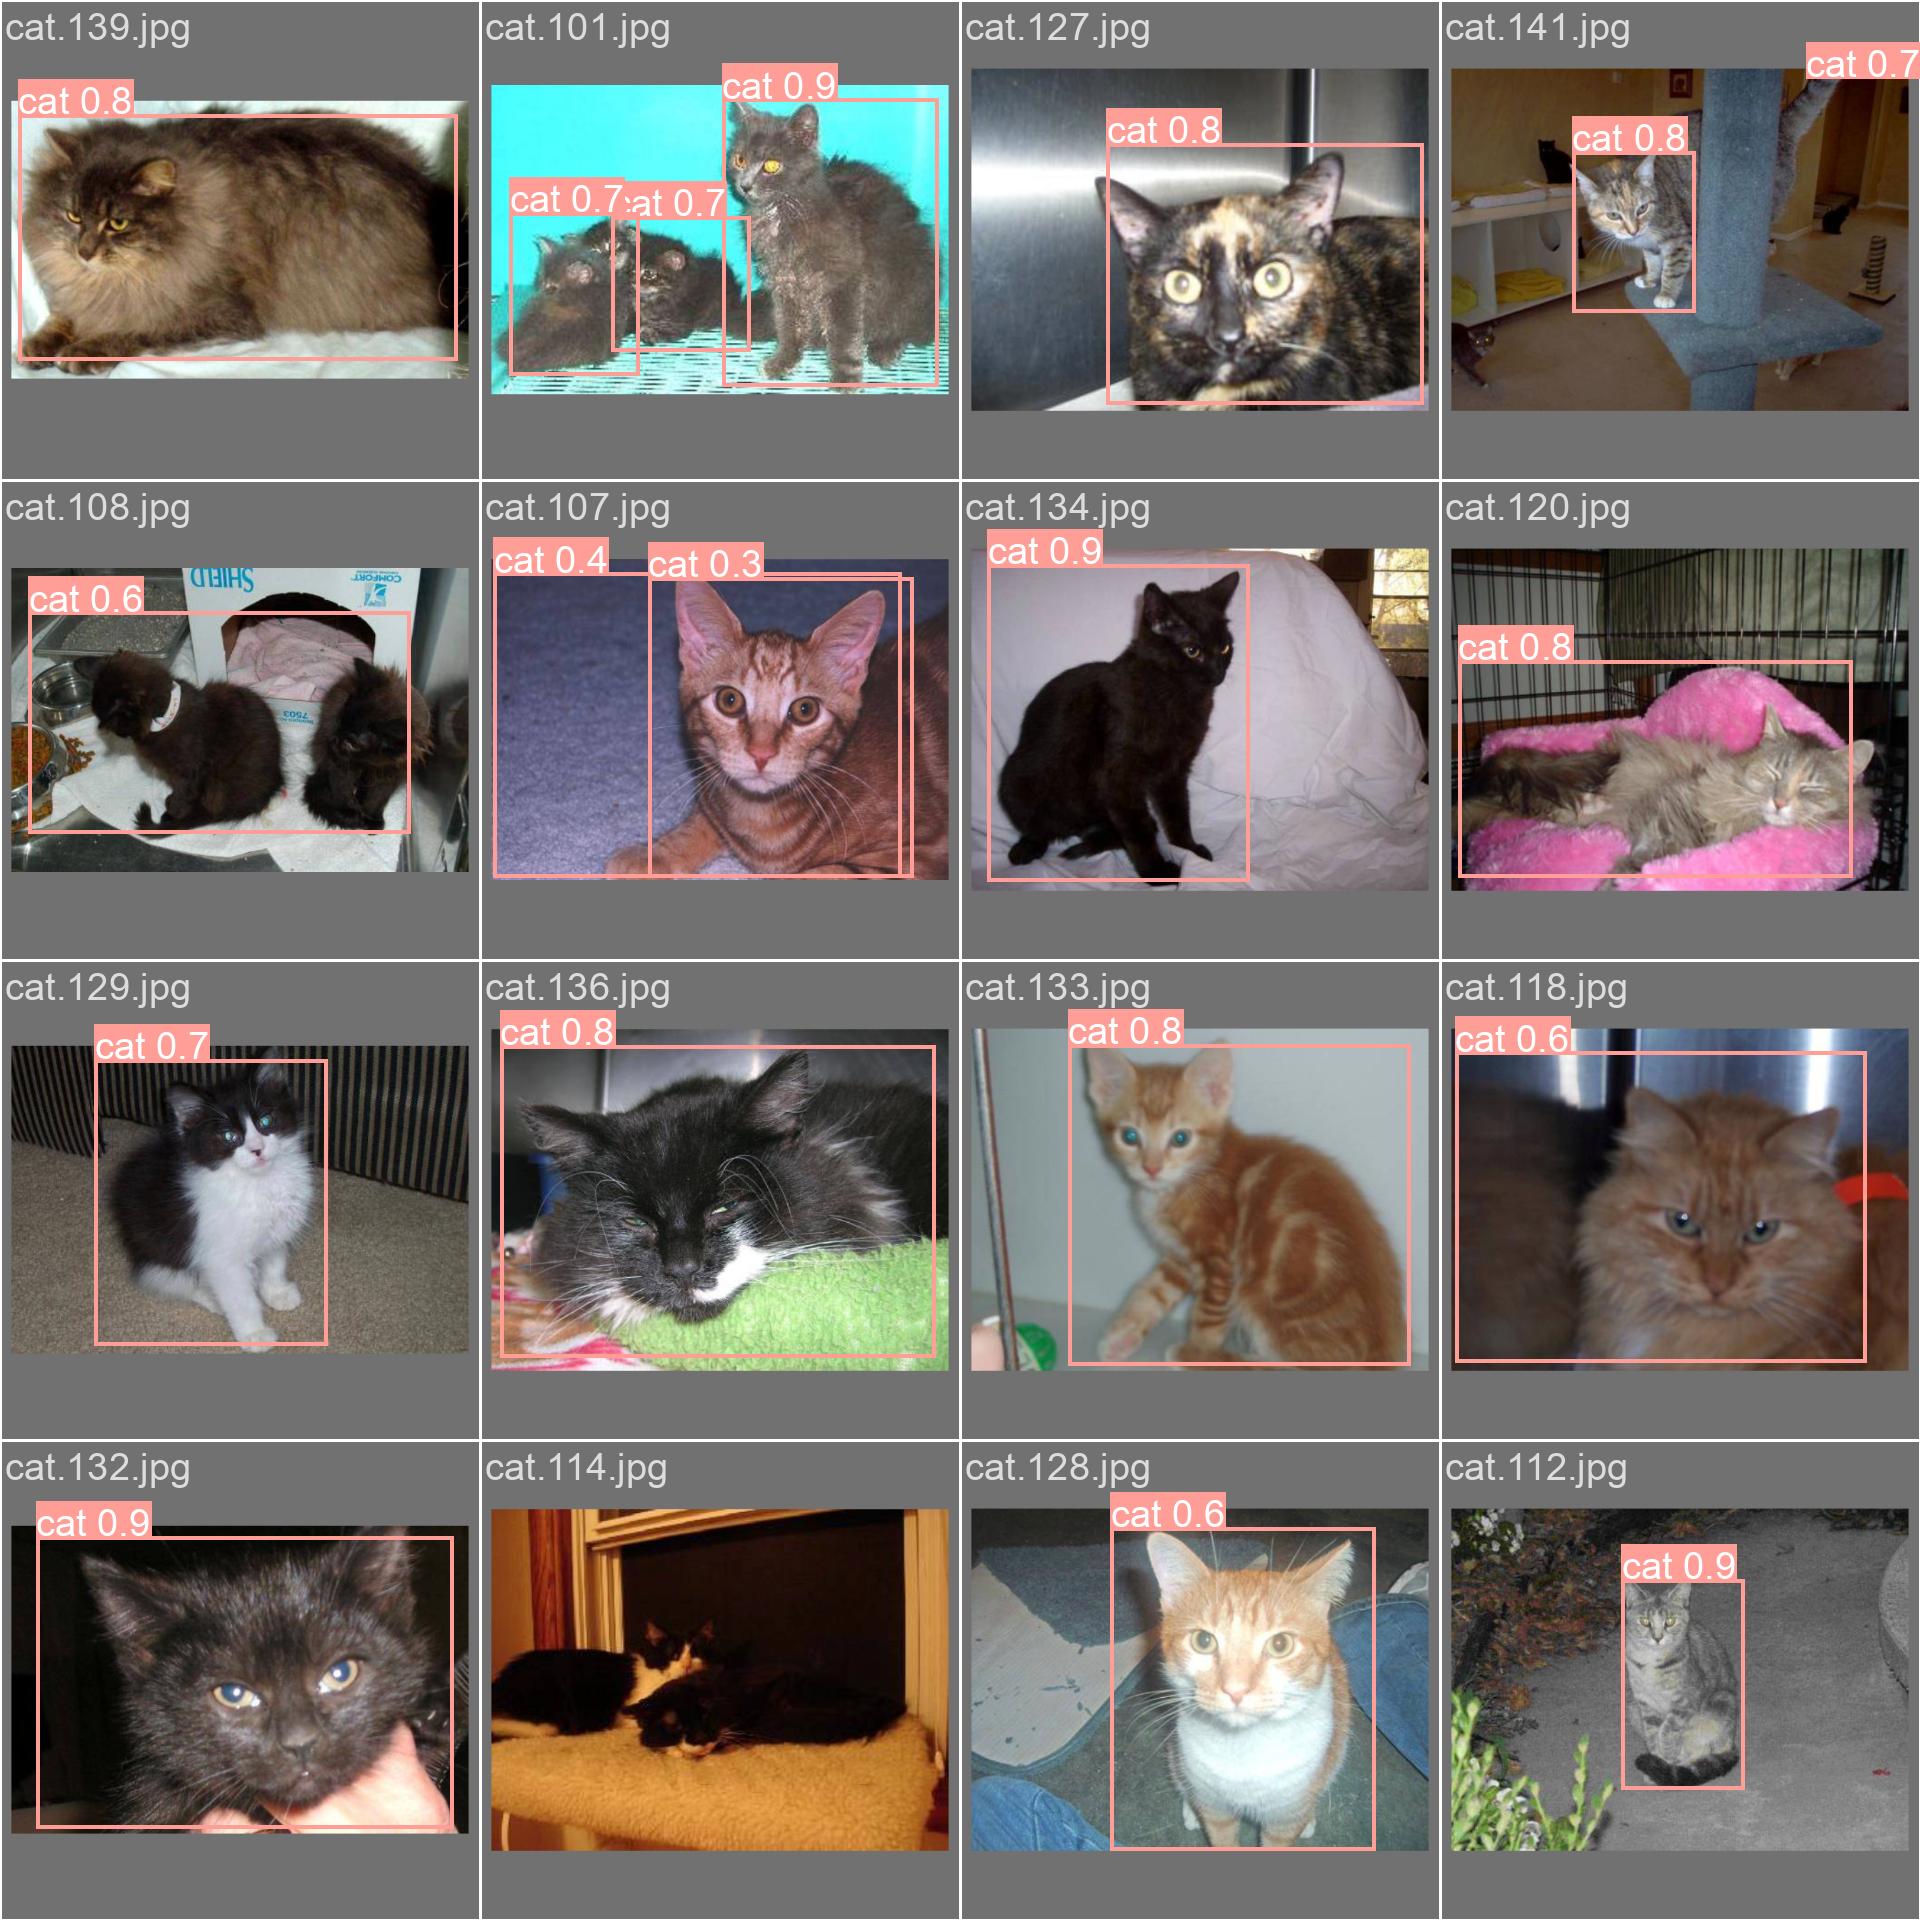 cat.139.jpg
cat 0.8
cat.101.jpg
cat 0.9
cat 0.7
cat 0.7
cat.127.jpg
cat 0.8
cat.141.jpg
cat 0.7
cat 0.8
cat.108.jpg
cat 0.6
SHIELD
COMFORT
7503
cat.107.jpg
cat 0.4
cat 0.3
cat.134.jpg
cat 0.9
cat.120.jpg
cat 0.8
cat.129.jpg
cat 0.7
cat.136.jpg
cat 0.8
cat.133.jpg
cat 0.8
cat.118.jpg
cat 0.6
cat.132.jpg
cat 0.9
cat.114.jpg
cat.128.jpg
cat 0.6
cat.112.jpg
cat 0.9